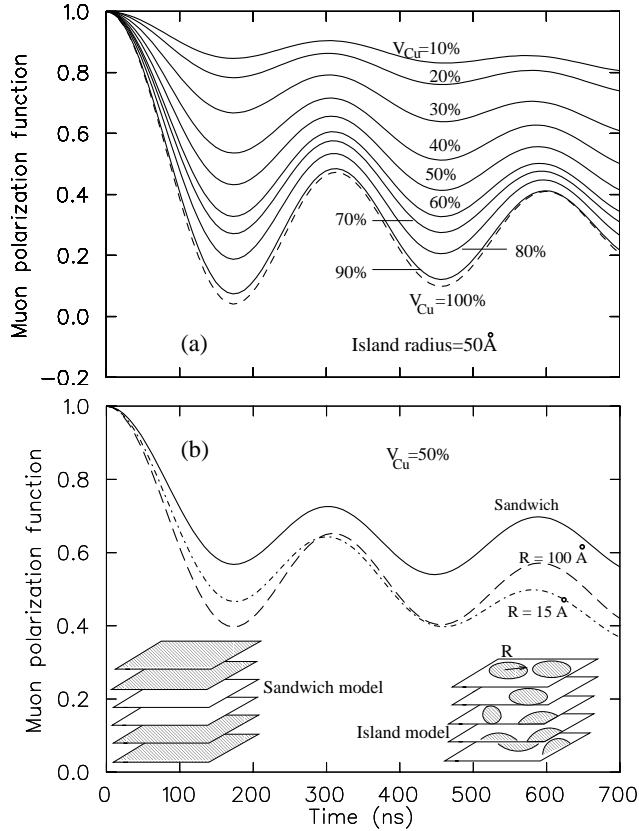 1.0
0.8
0.6
0.4
0.2
0.0
−0.2
Muon polarization function
V_Cu=10%
20%
30%
40%
50%
60%
70%
80%
90%
V_Cu=100%
(a)
Island radius=50Å
1.0
0.8
0.6
0.4
0.2
0.0
Muon polarization function
(b)
V_Cu=50%
Sandwich
R = 100 Å
R = 15 Å
R
Sandwich model
Island model
0
100
200
300
400
500
600
700
Time (ns)